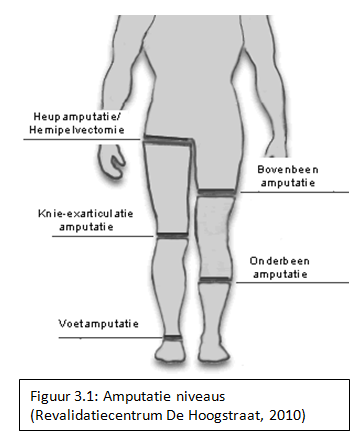 Heupamputatie/
Hemipelvectomie
Bovenbeen
amputatie
Knie-exarticulatie
amputatie
Onderbeen
amputatie
Voetamputatie
Figuur 3.1: Amputatie niveaus
(Revalidatiecentrum De Hoogstraat, 2010)